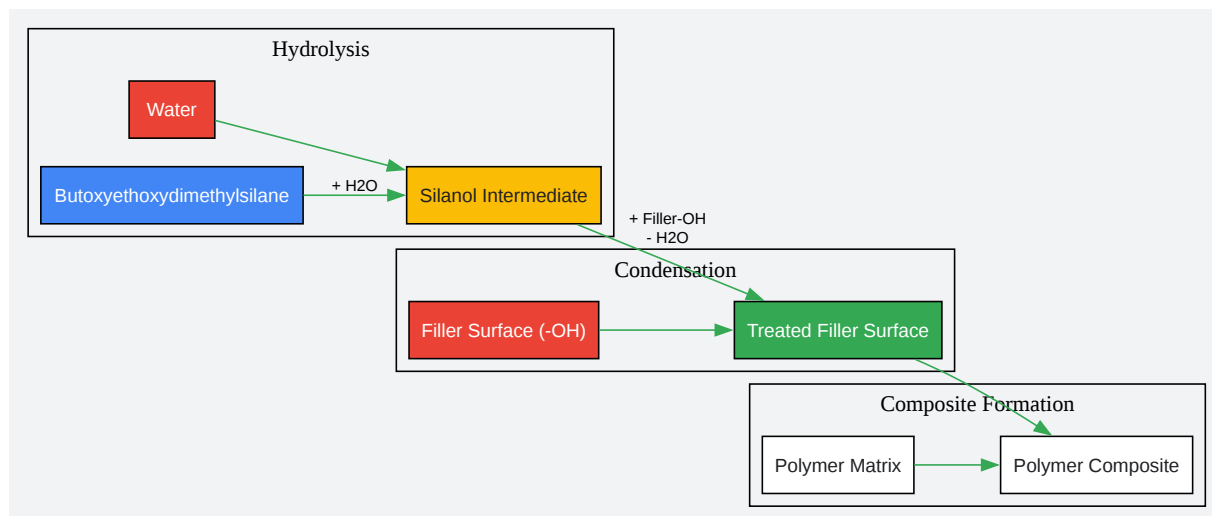 Hydrolysis
Water
Butoxyethoxydimethylsilane
+ H2O
Silanol Intermediate
+ Filler-OH
- H2O
Condensation
Filler Surface (-OH)
Treated Filler Surface
Composite Formation
Polymer Matrix
Polymer Composite